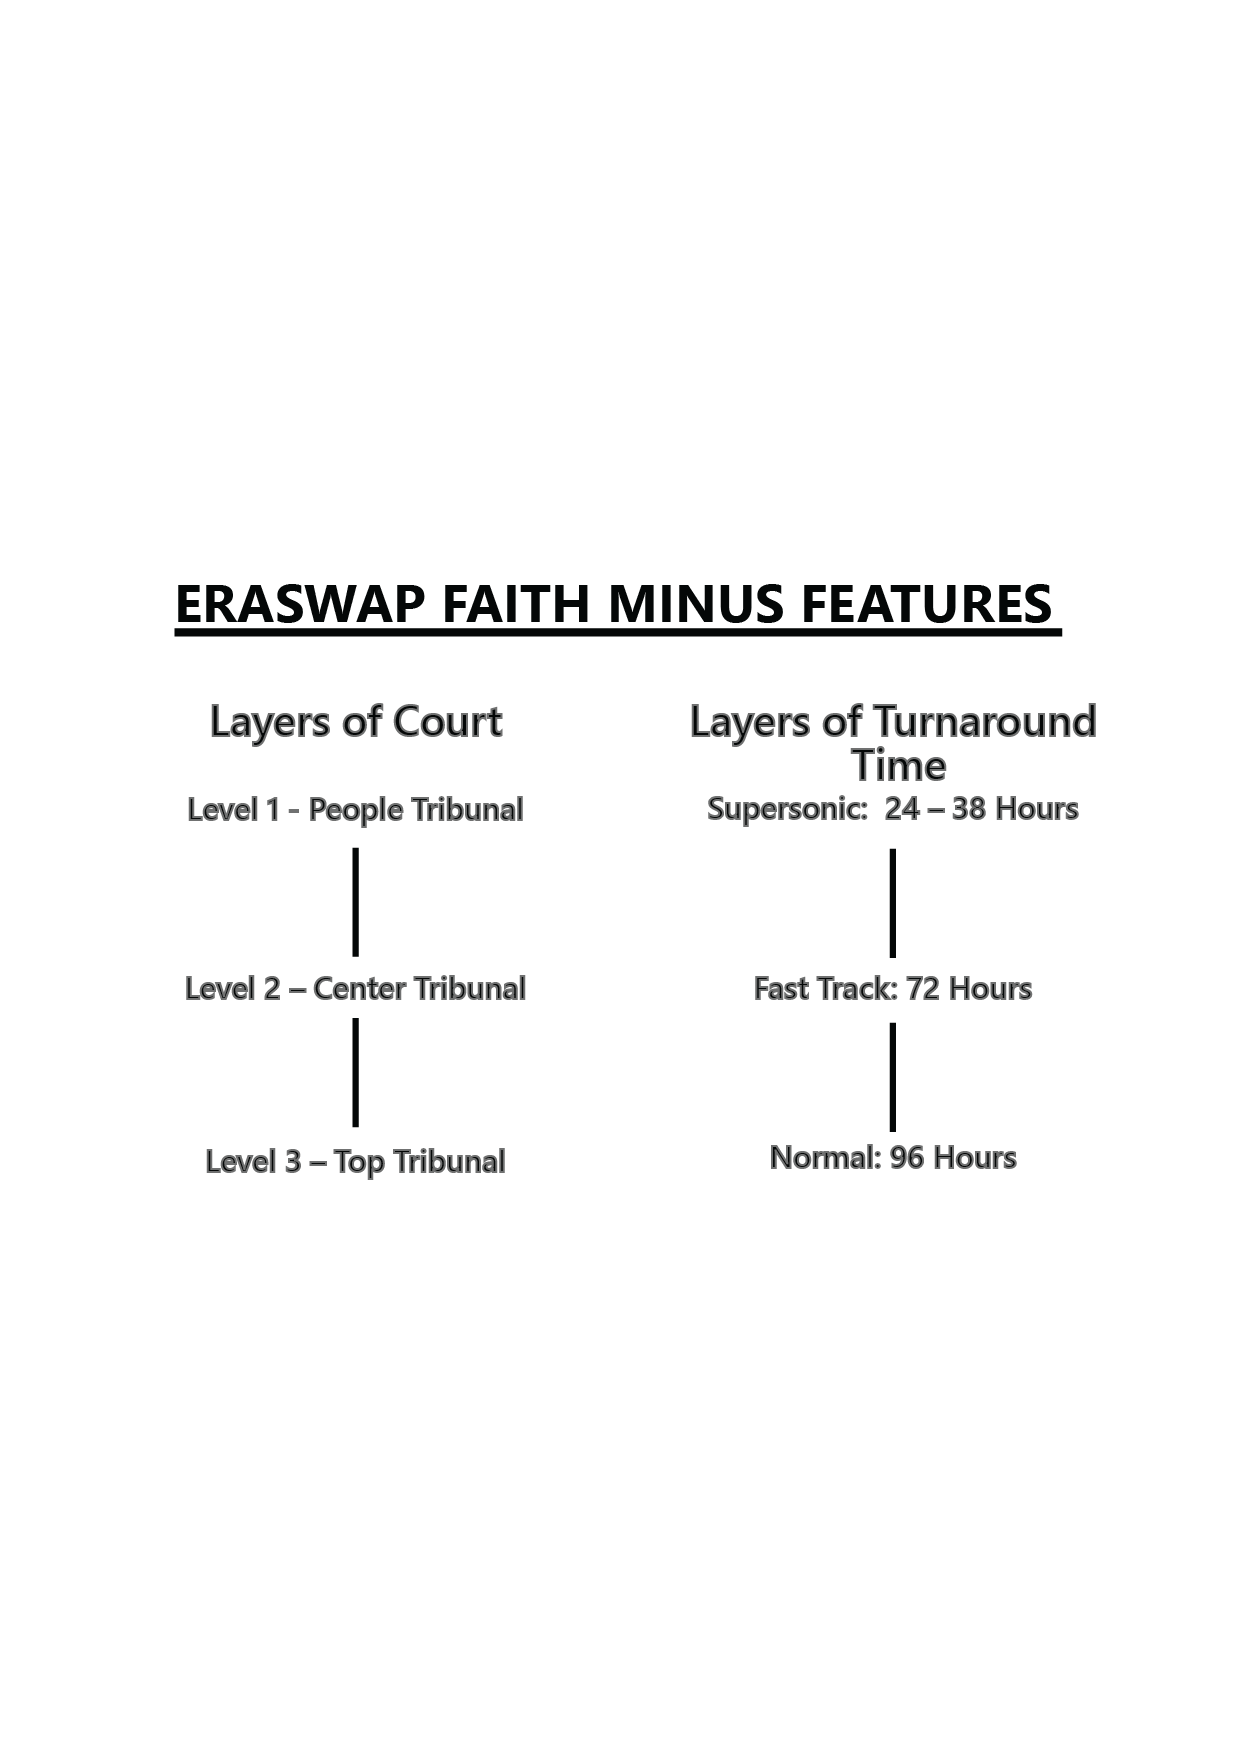 ERASWAP FAITH MINUS FEATURES
Layers of Court
Level 1 - People Tribunal
Level 2 – Center Tribunal
Level 3 – Top Tribunal
Layers of Turnaround
Time
Supersonic:  24 – 38 Hours
Fast Track: 72 Hours
Normal: 96 Hours